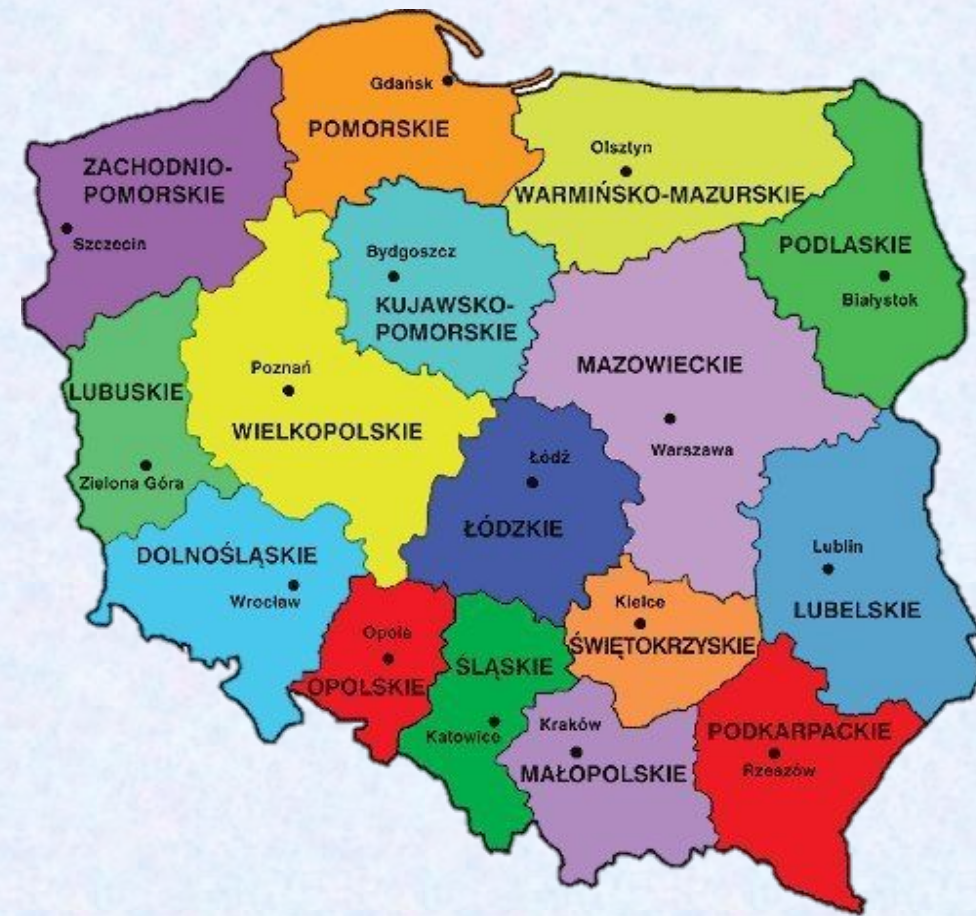 Gdańsk
POMORSKIE
Olsztyn
WARMIŃSKO-MAZURSKIE
ZACHODNIO-
POMORSKIE
Szczecin
PODLASKIE
Białystok
Bydgoszcz
KUJAWSKO-
POMORSKIE
MAZOWIECKIE
Warszawa
LUBUSKIE
Zielona Góra
Poznań
WIELKOPOLSKIE
Łódź
ŁÓDZKIE
DOLNOŚLĄSKIE
Wrocław
Lublin
LUBELSKIE
Kielce
ŚWIĘTOKRZYSKIE
Opole
OPOLSKIE
ŚLĄSKIE
Katowice
Kraków
MAŁOPOLSKIE
PODKARPACKIE
Rzeszów